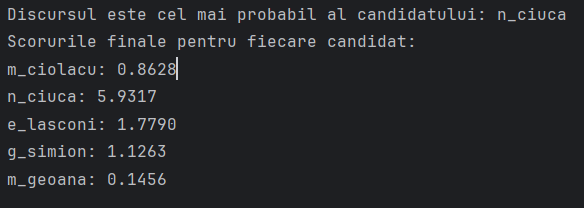 Discursul este cel mai probabil al candidatului: n_ciuca
Scorurile finale pentru fiecare candidat:
m_ciolacu: 0.8628
n_ciuca: 5.9317
e_lasconi: 1.7790
g_simion: 1.1263
m_geoana: 0.1456